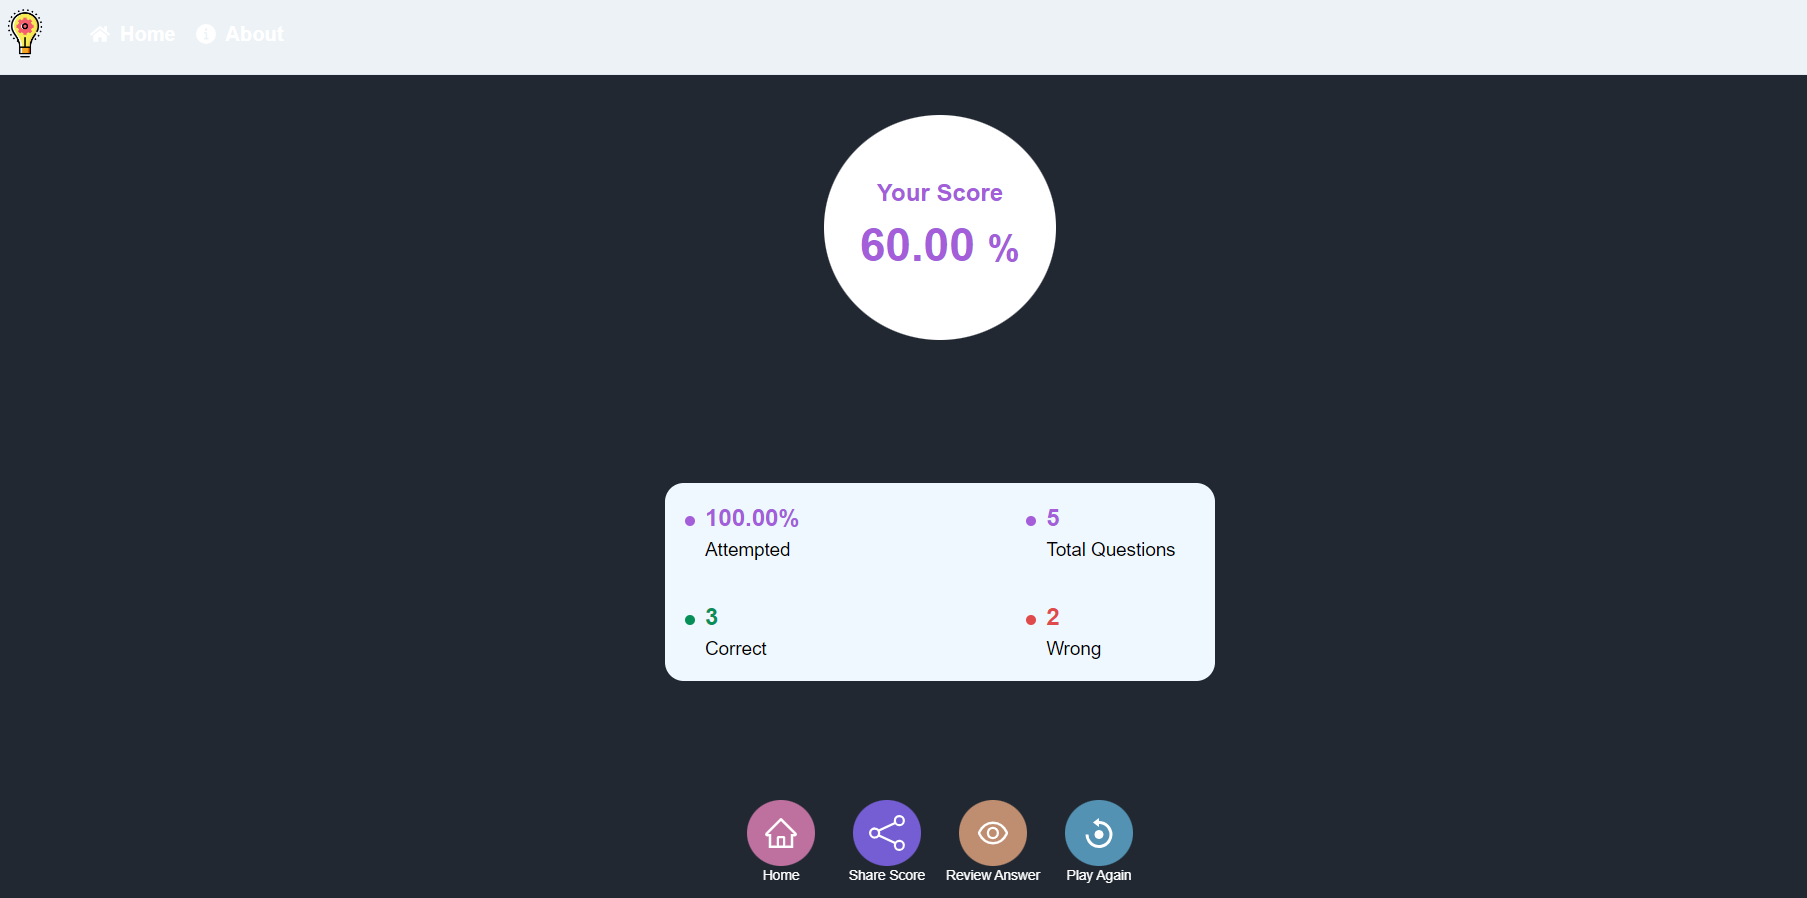 Home About
Your Score
60.00 %
100.00%
Attempted
5
Total Questions
3
Correct
2
Wrong
Home
Share Score
Review Answer
Play Again